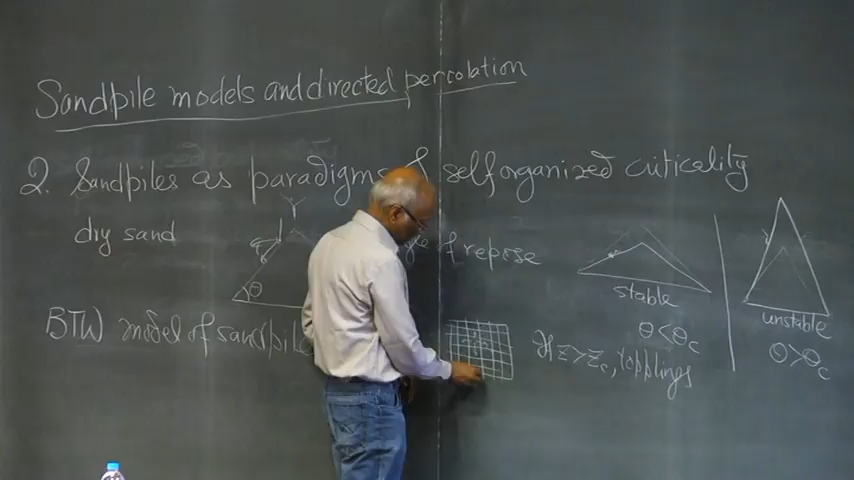 Sandpile models and directed percolation
2. Sandpiles as paradigms of self organized criticality
dry sand
of repose
θ
stable
θ<θc
unstable
θ>θc
BTW model of sandpile
If z>zc, topplings